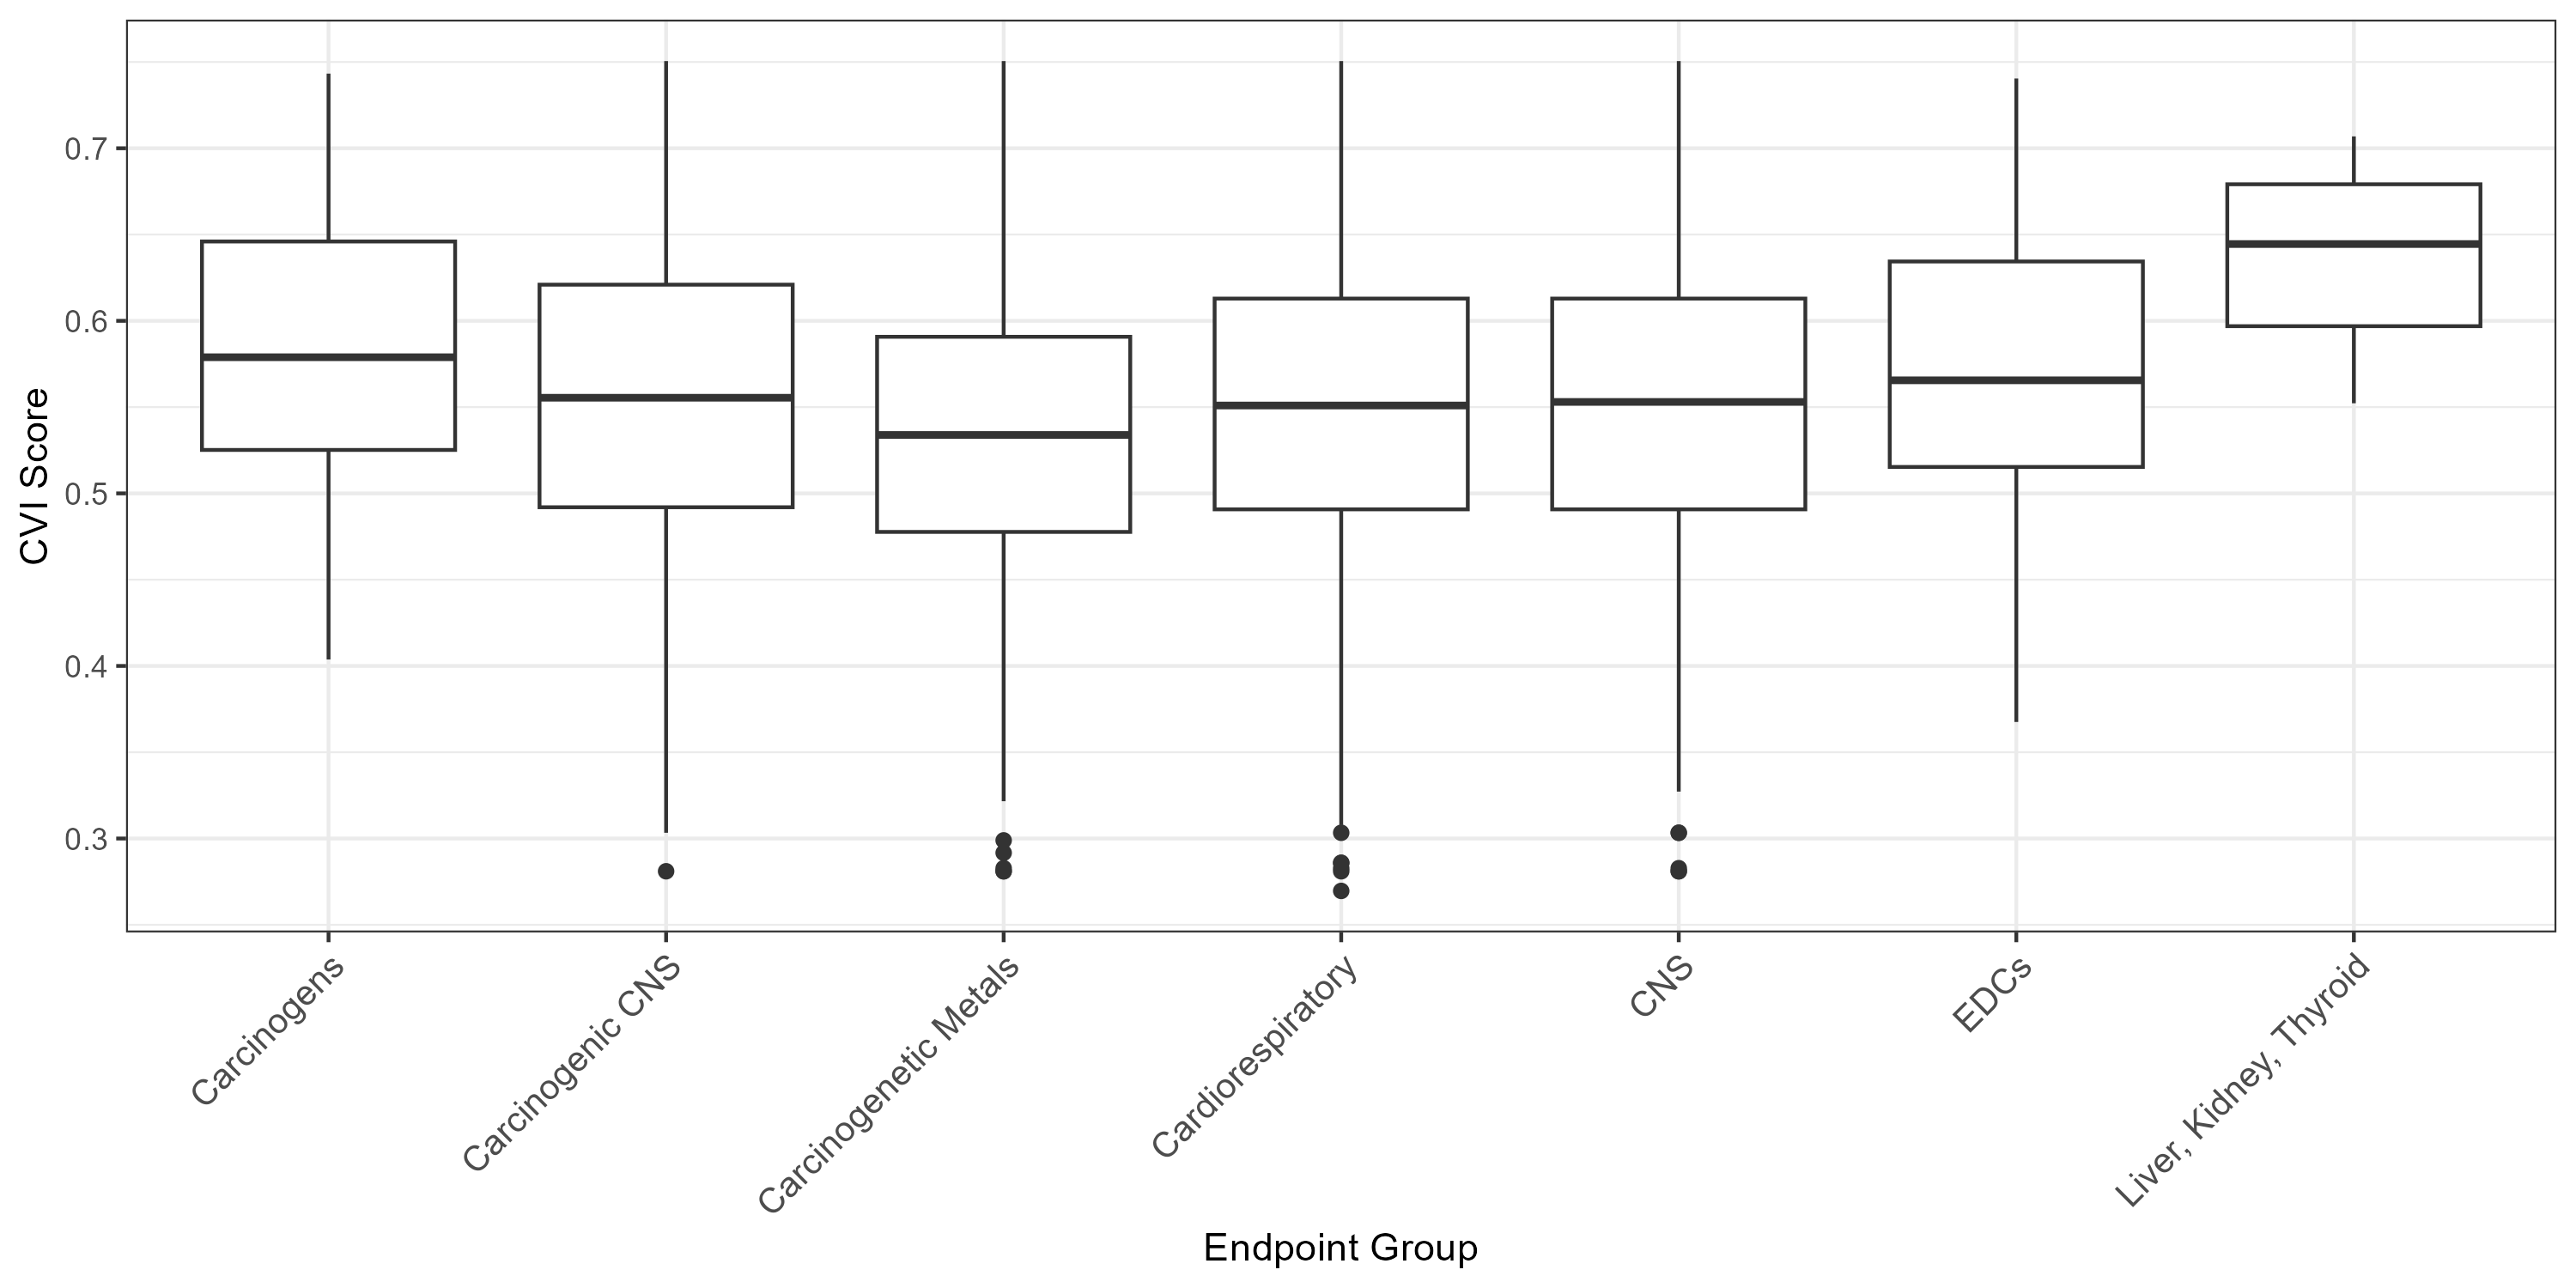 CVI Score
0.7
0.6
0.5
0.4
0.3
Carcinogens
Carcinogenic CNS
Carcinogenetic Metals
Cardiorespiratory
CNS
EDCs
Liver, Kidney, Thyroid
Endpoint Group